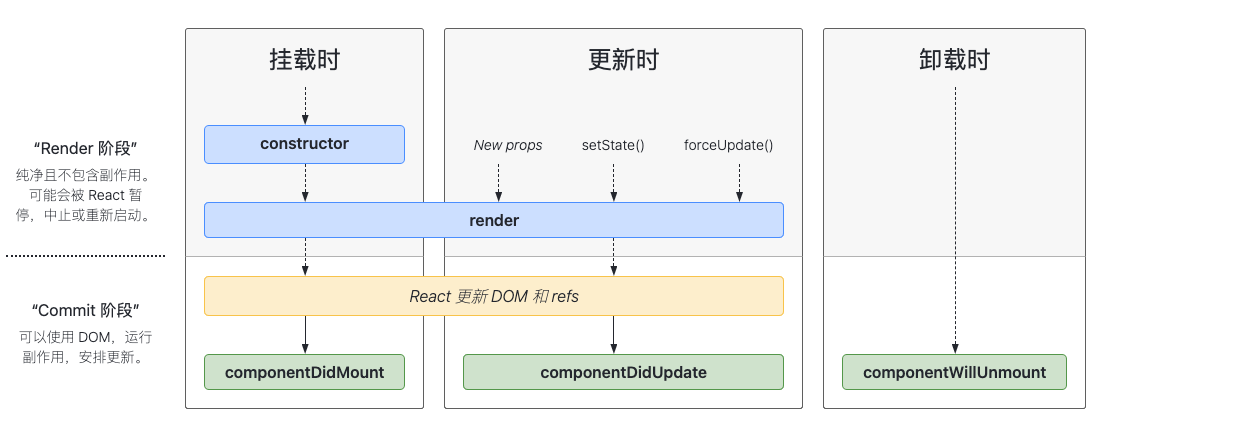 挂载时
更新时
卸载时
“Render 阶段”
纯净且不包含副作用。
可能会被 React 暂
停，中止或重新启动。
constructor
New props
setState()
forceUpdate()
render
“Commit 阶段”
可以使用 DOM，运行
副作用，安排更新。
React 更新 DOM 和 refs
componentDidMount
componentDidUpdate
componentWillUnmount